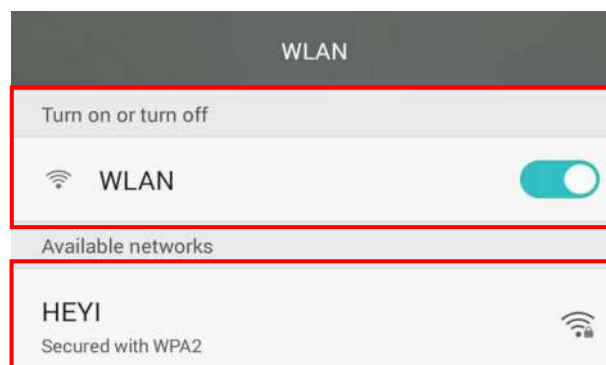 WLAN
Turn on or turn off
WLAN
Available networks
HEYI
Secured with WPA2